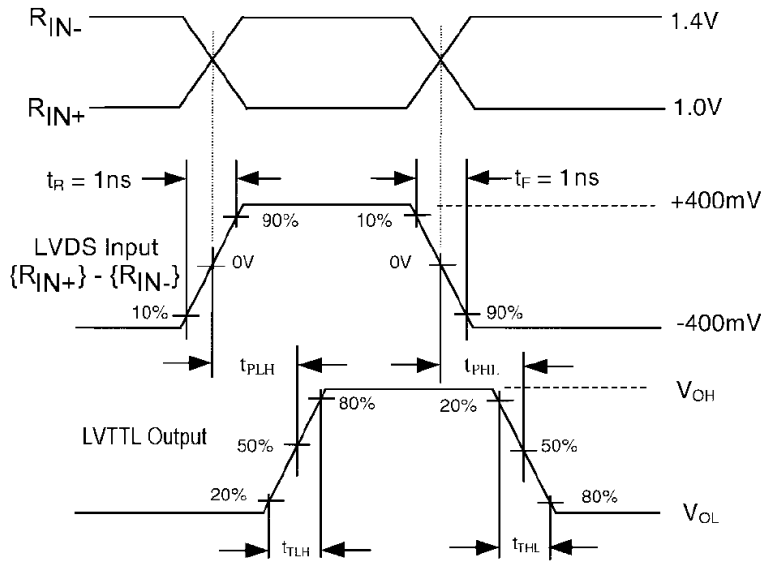 RIN-
1.4V
RIN+
1.0V
tR = 1ns
tF = 1ns
+400mV
90%
10%
LVDS Input
{RIN+} - {RIN-}
0V
0V
10%
90%
-400mV
tPLH
tPHL
VOH
80%
20%
LVTTL Output
50%
50%
20%
80%
VOL
tTLH
tTHL